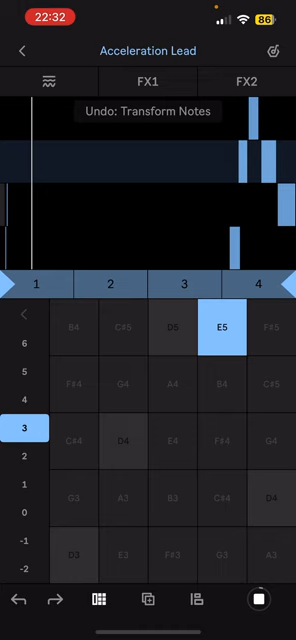 22:32
86
Acceleration Lead
FX1 FX2
Undo: Transform Notes
1 2 3 4
6 B4 C#5 D5 E5 F#5
5
4 F#4 G4 A4 B4 C#5
3 C#4 D4 E4 F#4 G4
2
1 G3 A3 B3 C#4 D4
0
-1 D3 E3 F#3 G3 A3
-2